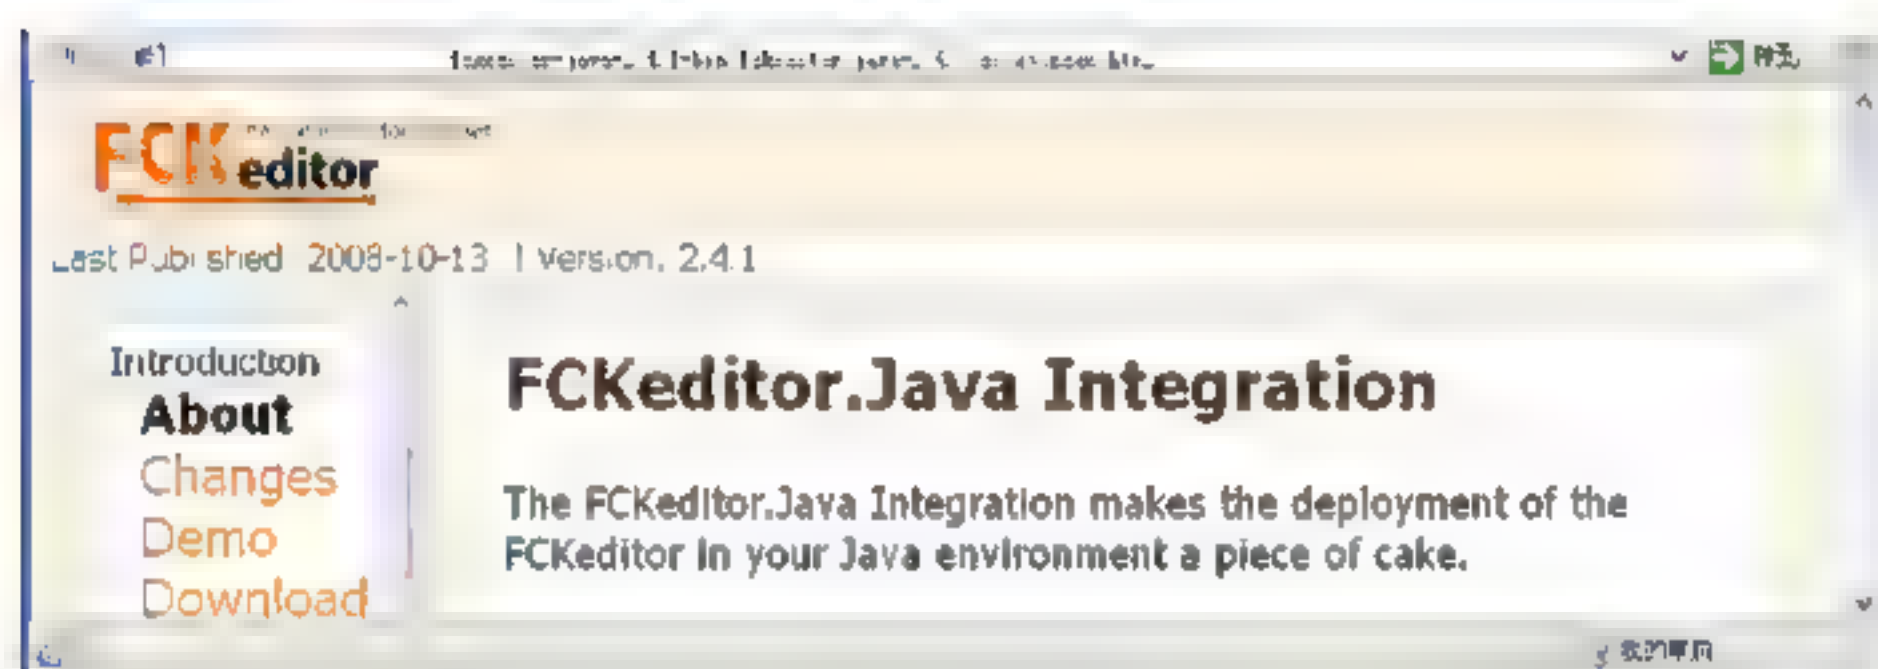 FCKeditor
Last Published 2008-10-13 | Version: 2.4.1
Introduction
About
Changes
Demo
Download
FCKeditor.Java Integration
The FCKeditor.Java Integration makes the deployment of the
FCKeditor in your Java environment a piece of cake.